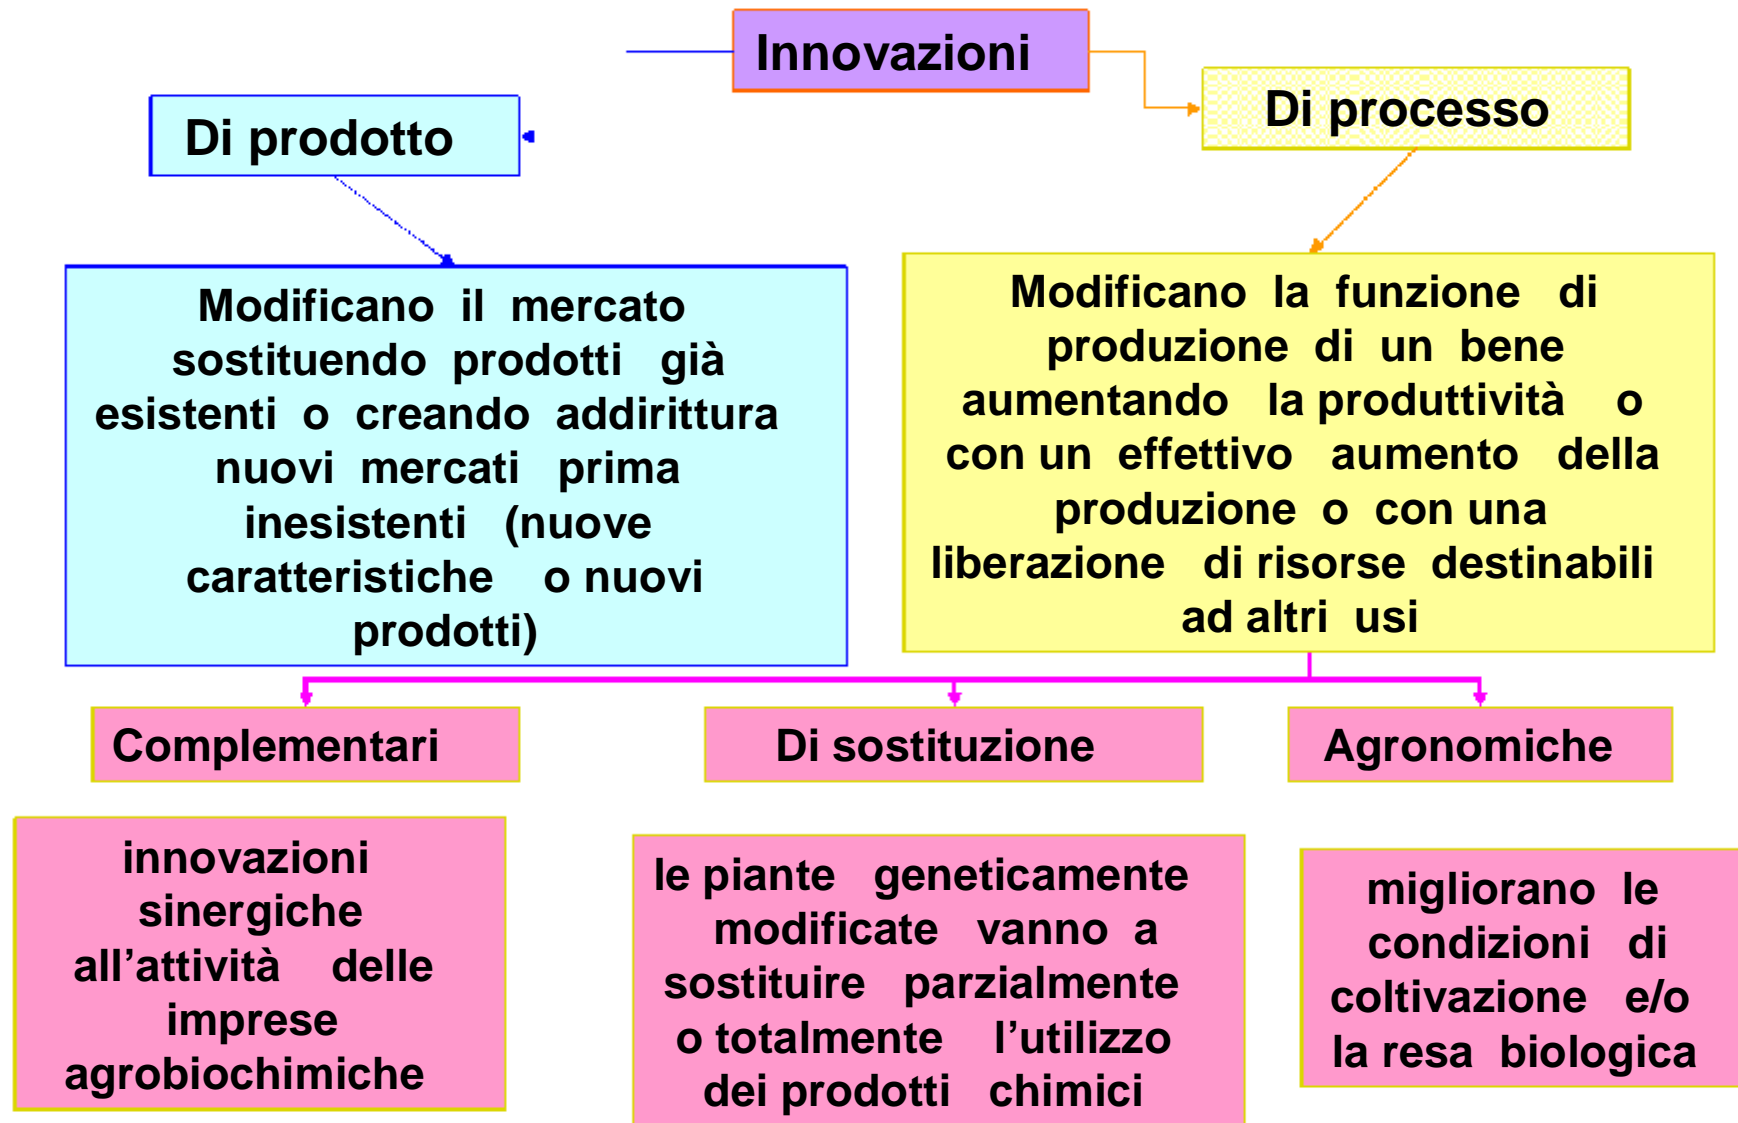 Innovazioni
Di prodotto
Di processo
Modificano il mercato
sostituendo prodotti già
esistenti o creando addirittura
nuovi mercati prima
inesistenti (nuove
caratteristiche o nuovi
prodotti)
Modificano la funzione di
produzione di un bene
aumentando la produttività o
con un effettivo aumento della
produzione o con una
liberazione di risorse destinabili
ad altri usi
Complementari
Di sostituzione
Agronomiche
innovazioni
sinergiche
all’attività delle
imprese
agrobiochimiche
le piante geneticamente
modificate vanno a
sostituire parzialmente
o totalmente l’utilizzo
dei prodotti chimici
migliorano le
condizioni di
coltivazione e/o
la resa biologica